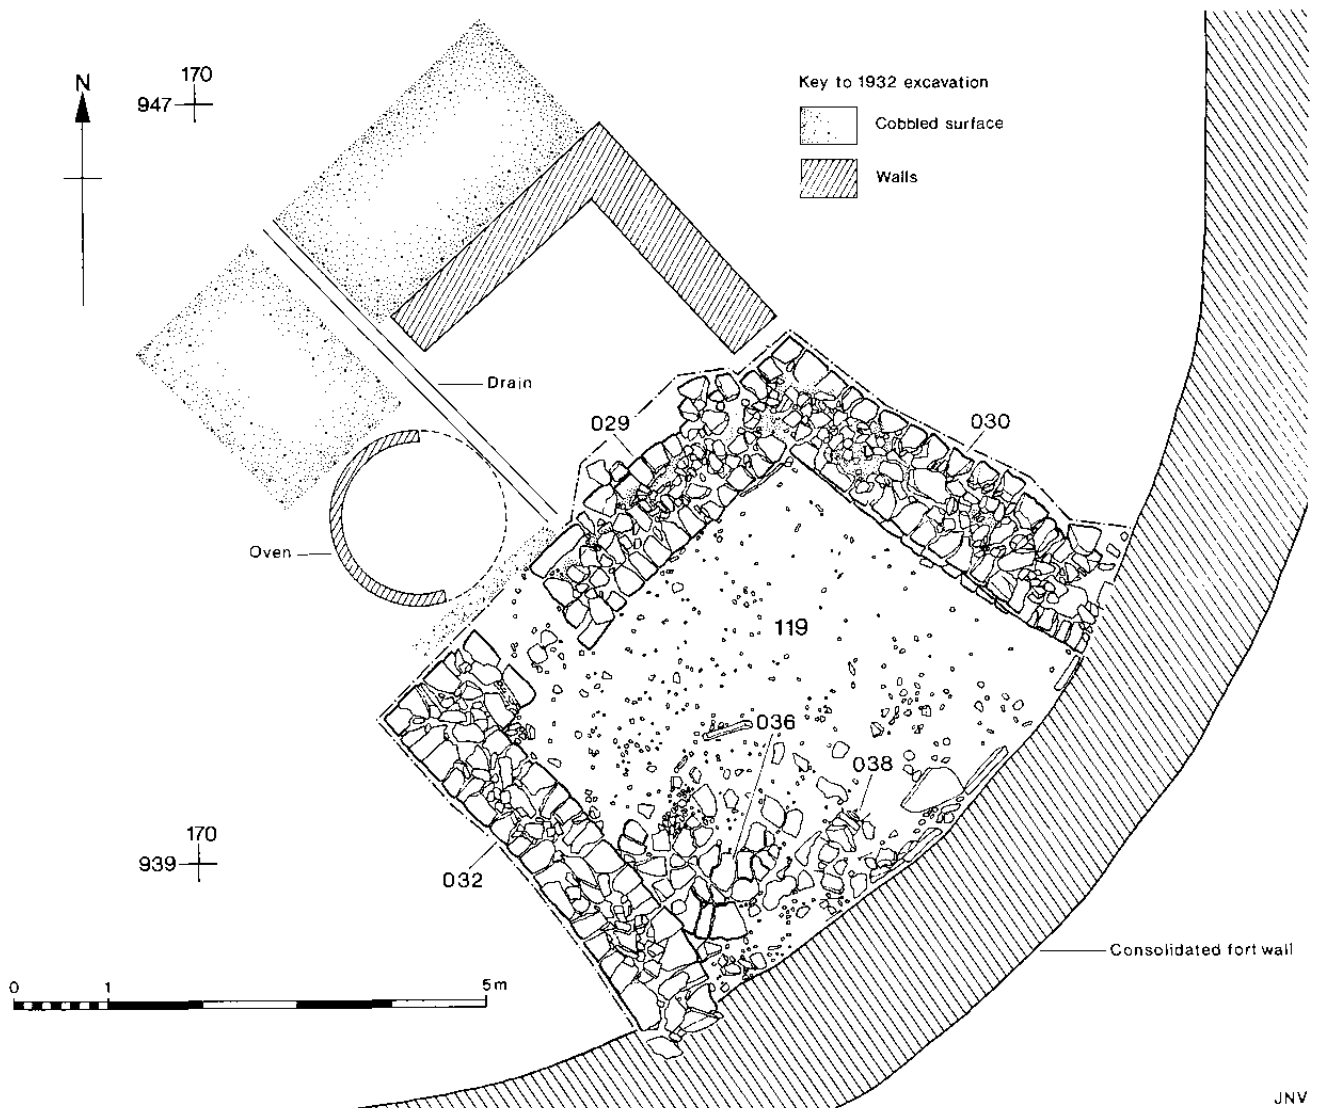 N
170
947
Key to 1932 excavation
Cobbled surface
Walls
Drain
029
030
Oven
119
036
038
170
939
032
0 1 5m
Consolidated fort wall
JNV